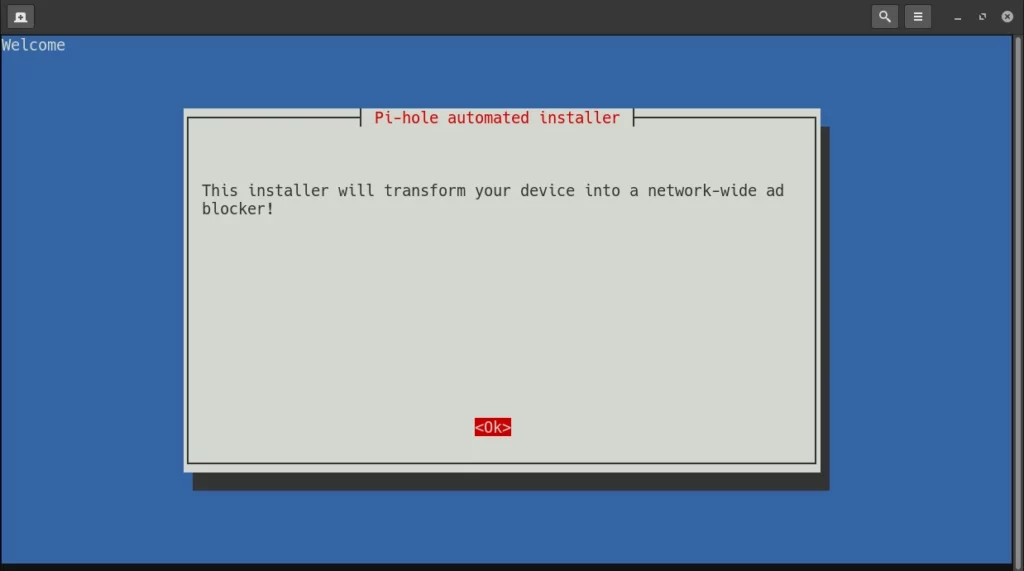 Welcome
Pi-hole automated installer
This installer will transform your device into a network-wide ad
blocker!
<Ok>